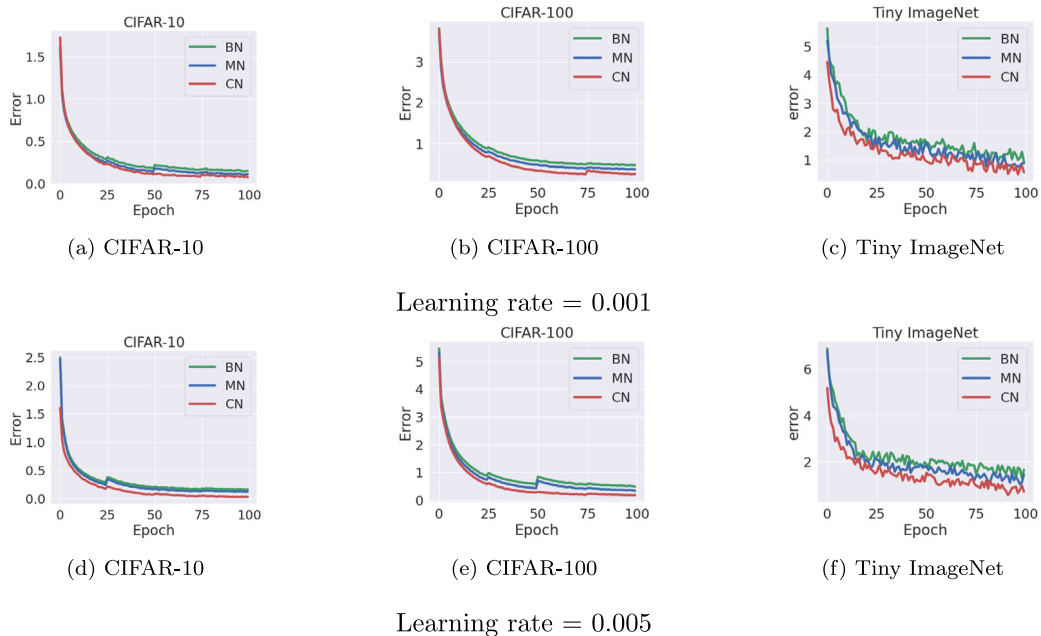 CIFAR-10
Error
1.5
1.0
0.5
0.0
BN
MN
CN
0 25 50 75 100
Epoch
(a) CIFAR-10
CIFAR-100
Error
3
2
1
BN
MN
CN
0 25 50 75 100
Epoch
(b) CIFAR-100
Tiny ImageNet
error
5
4
3
2
1
BN
MN
CN
0 25 50 75 100
Epoch
(c) Tiny ImageNet
Learning rate = 0.001
CIFAR-10
Error
2.5
2.0
1.5
1.0
0.5
0.0
BN
MN
CN
0 25 50 75 100
Epoch
(d) CIFAR-10
CIFAR-100
Error
5
4
3
2
1
0
BN
MN
CN
0 25 50 75 100
Epoch
(e) CIFAR-100
Tiny ImageNet
error
6
4
2
BN
MN
CN
0 25 50 75 100
Epoch
(f) Tiny ImageNet
Learning rate = 0.005